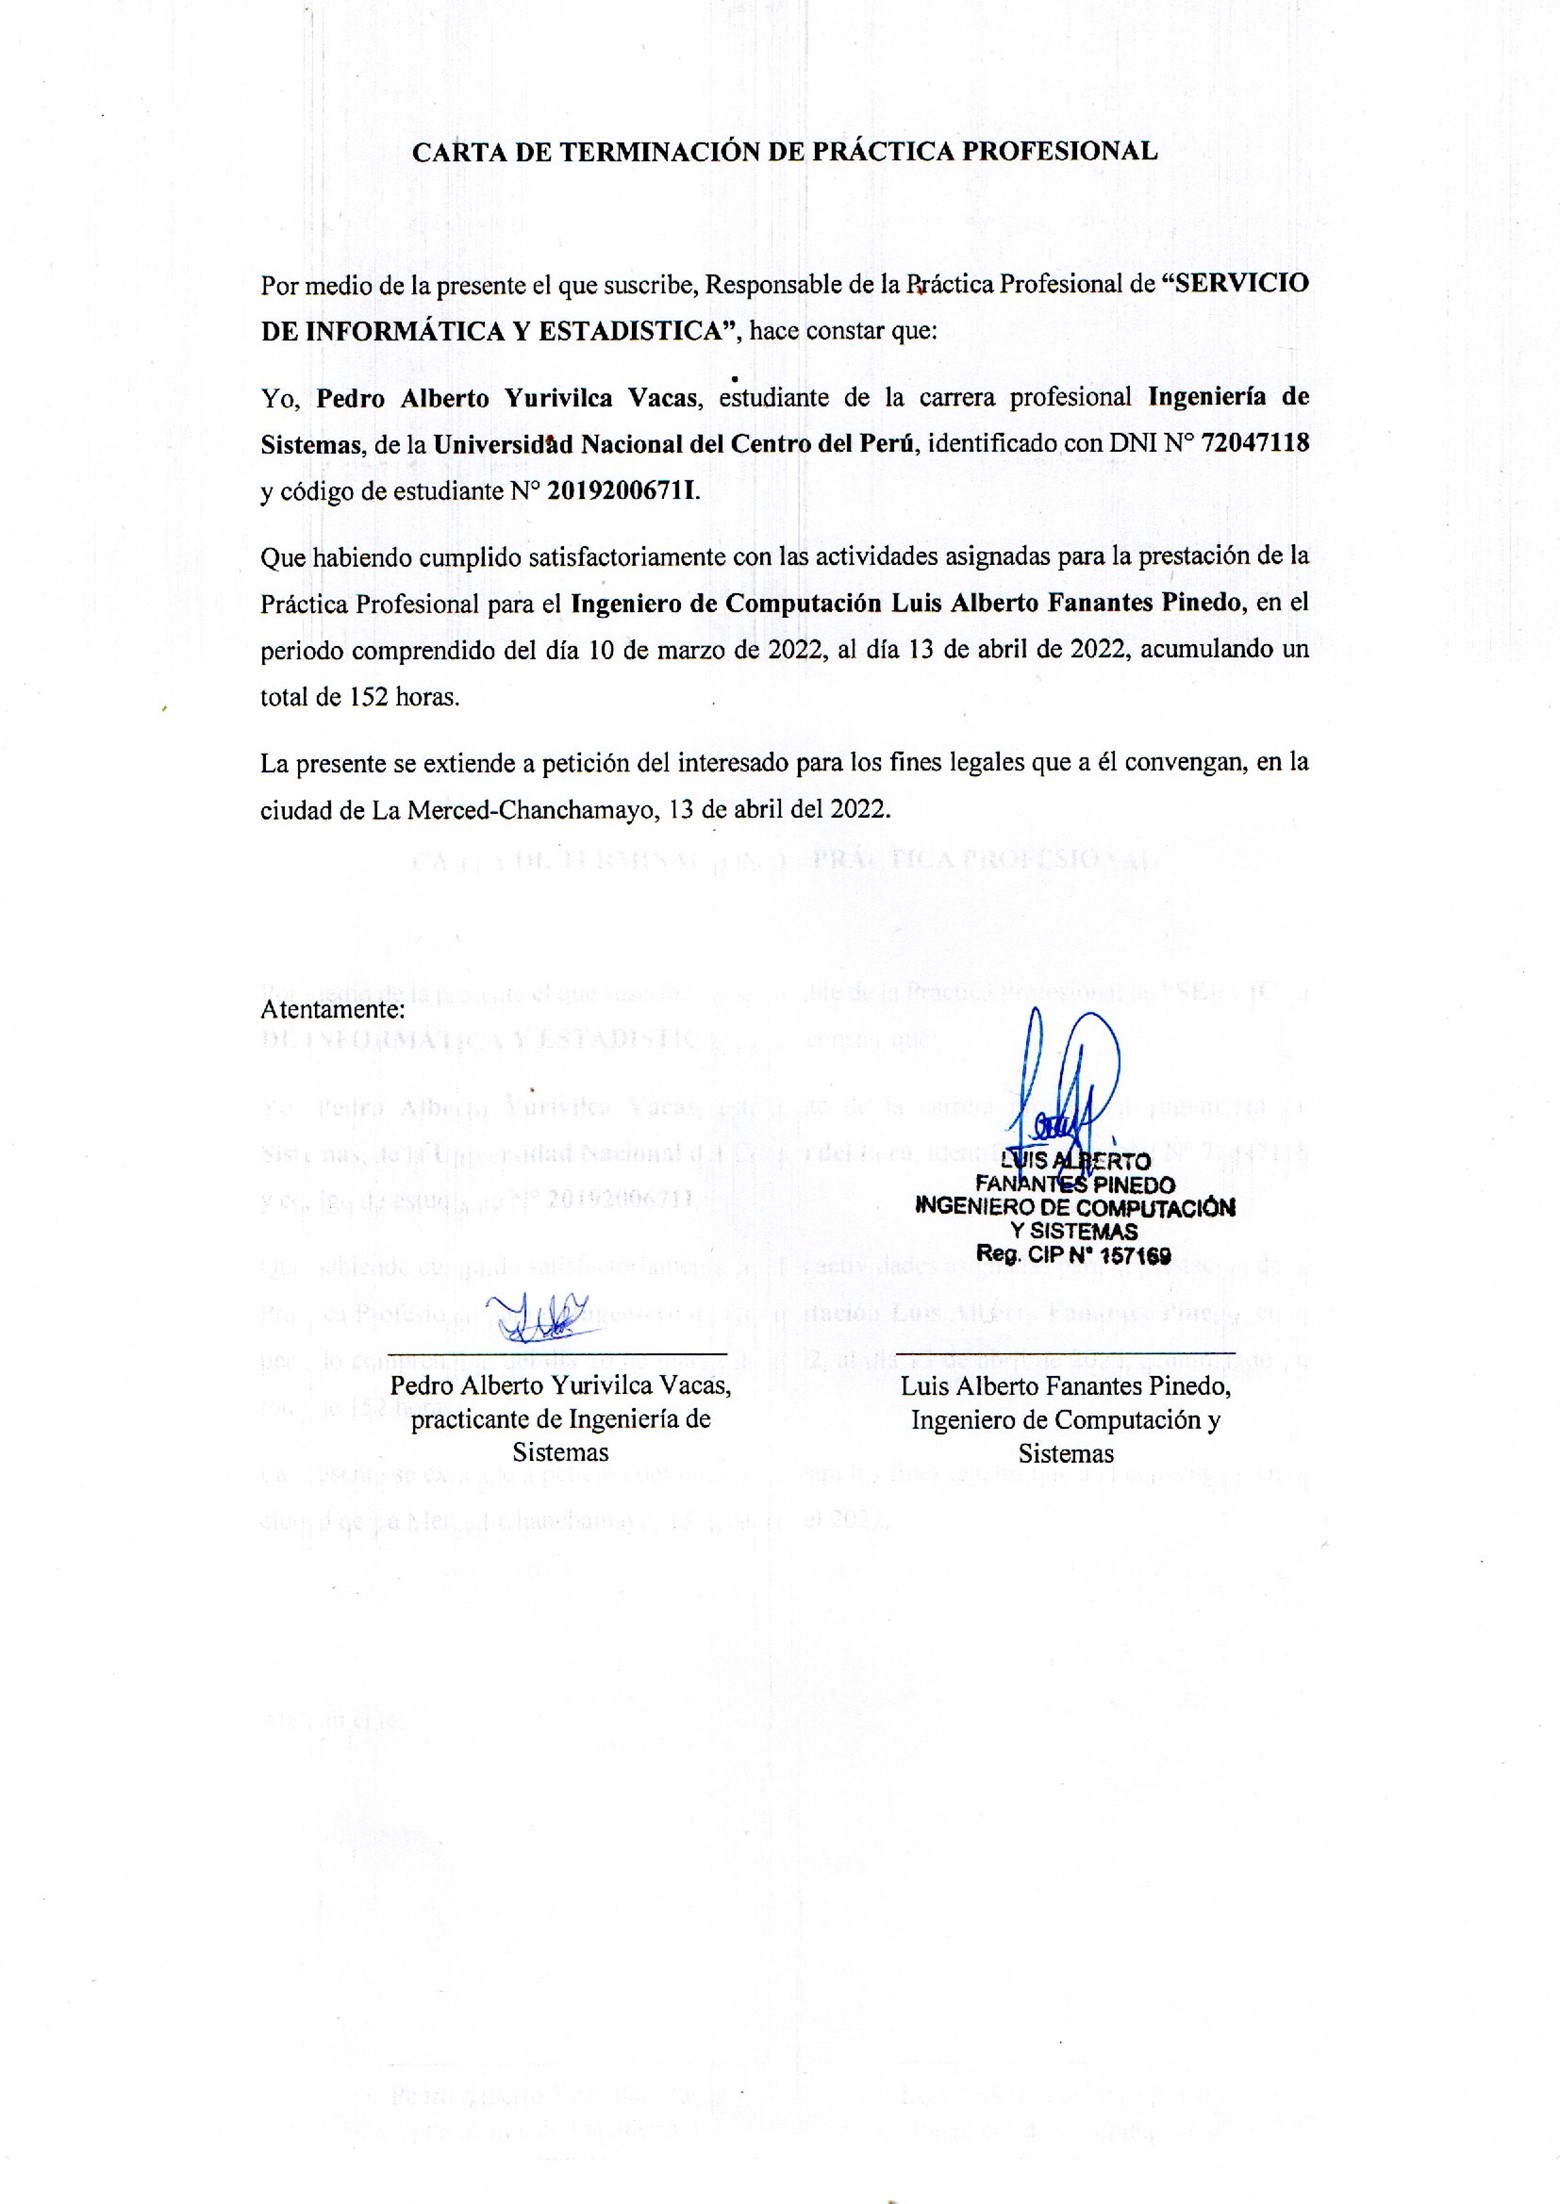 CARTA DE TERMINACIÓN DE PRÁCTICA PROFESIONAL
Por medio de la presente el que suscribe, Responsable de la Práctica Profesional de “SERVICIO
DE INFORMÁTICA Y ESTADISTICA”, hace constar que:
Yo, Pedro Alberto Yurivilca Vacas, estudiante de la carrera profesional Ingeniería de
Sistemas, de la Universidad Nacional del Centro del Perú, identificado con DNI N° 72047118
y código de estudiante N° 2019200671I.
Que habiendo cumplido satisfactoriamente con las actividades asignadas para la prestación de la
Práctica Profesional para el Ingeniero de Computación Luis Alberto Fanantes Pinedo, en el
periodo comprendido del día 10 de marzo de 2022, al día 13 de abril de 2022, acumulando un
total de 152 horas.
La presente se extiende a petición del interesado para los fines legales que a él convengan, en la
ciudad de La Merced-Chanchamayo, 13 de abril del 2022.
Atentamente:
LUIS ALBERTO
FANANTES PINEDO
INGENIERO DE COMPUTACIÓN
Y SISTEMAS
Reg. CIP N° 157169
Pedro Alberto Yurivilca Vacas,
practicante de Ingeniería de
Sistemas
Luis Alberto Fanantes Pinedo,
Ingeniero de Computación y
Sistemas